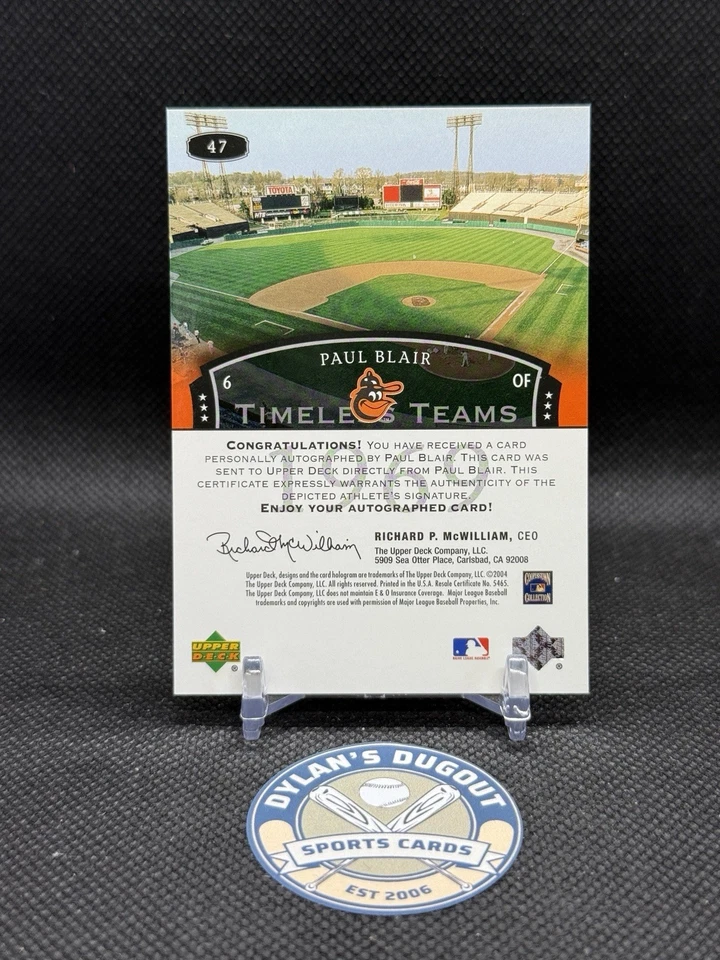 47
TOYOTA
PAUL BLAIR
6 OF
TIMELESS TEAMS
1969
CONGRATULATIONS! YOU HAVE RECEIVED A CARD
PERSONALLY AUTOGRAPHED BY PAUL BLAIR. THIS CARD WAS
SENT TO UPPER DECK DIRECTLY FROM PAUL BLAIR. THIS
CERTIFICATE EXPRESSLY WARRANTS THE AUTHENTICITY OF THE
DEPICTED ATHLETE'S SIGNATURE.
ENJOY YOUR AUTOGRAPHED CARD!
Richard P. McWilliam
RICHARD P. McWILLIAM, CEO
The Upper Deck Company, LLC.
5909 Sea Otter Place, Carlsbad, CA 92008
Upper Deck, designs and the card hologram are trademarks of The Upper Deck Company, LLC. ©2004
The Upper Deck Company, LLC. All rights reserved. Printed in the U.S.A. Resale Certificate No. 5465.
The Upper Deck Company, LLC does not maintain E & O Insurance Coverage. Major League Baseball
trademarks and copyrights are used with permission of Major League Baseball Properties, Inc.
COOPERSTOWN
COLLECTION
UPPER
DECK
®
MAJOR LEAGUE BASEBALL
®
DYLAN'S DUGOUT
SPORTS CARDS
EST 2006